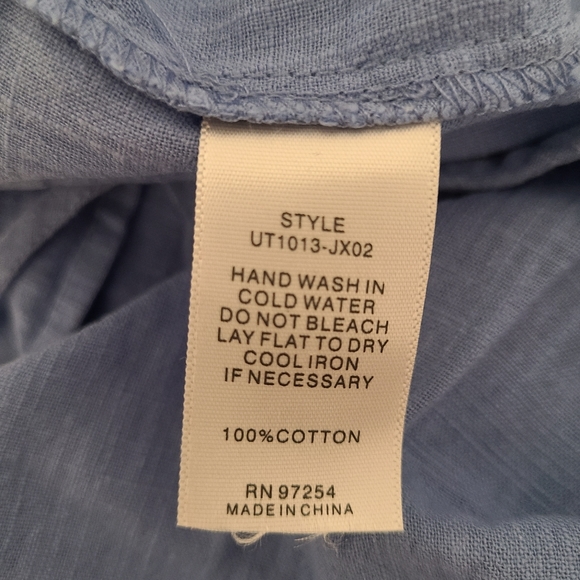 STYLE
UT1013-JX02
HAND WASH IN
COLD WATER
DO NOT BLEACH
LAY FLAT TO DRY
COOL IRON
IF NECESSARY
100%COTTON
RN 97254
MADE IN CHINA